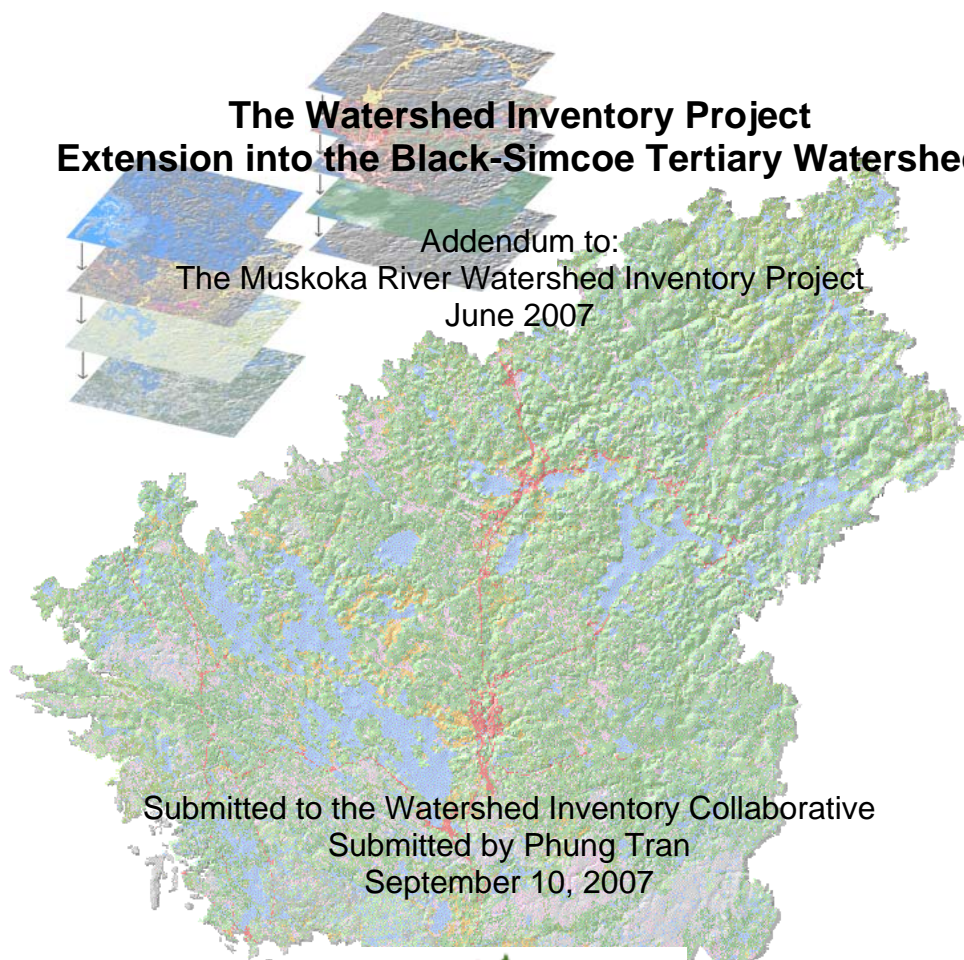 The Watershed Inventory Project
Extension into the Black-Simcoe Tertiary Watershe
Addendum to:
The Muskoka River Watershed Inventory Project
June 2007
Submitted to the Watershed Inventory Collaborative
Submitted by Phung Tran
September 10, 2007